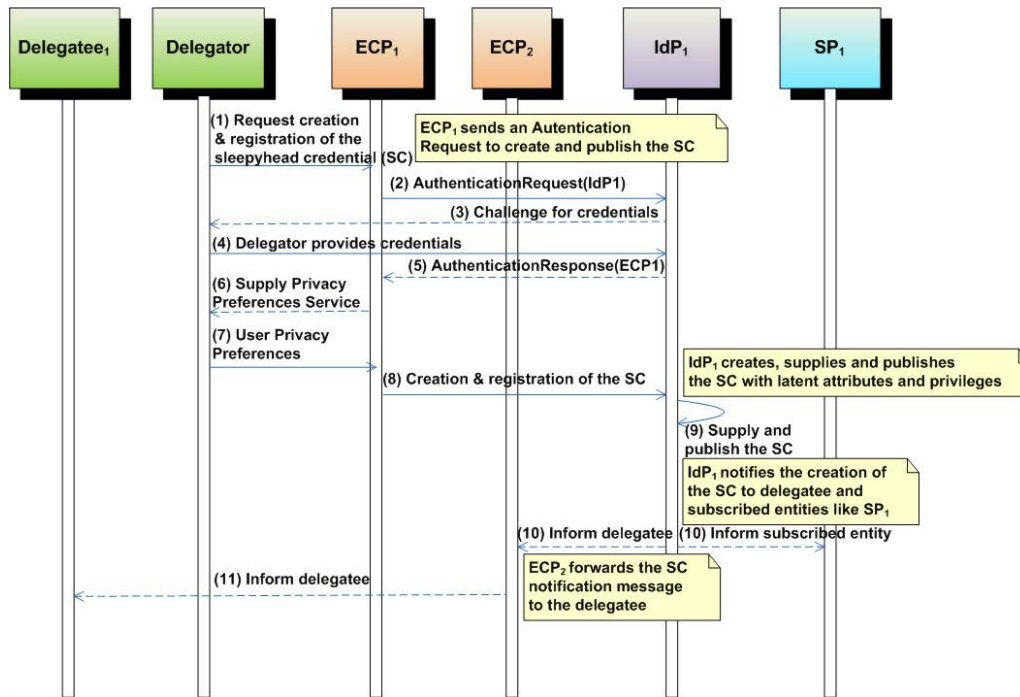 Delegatee₁
Delegator
ECP₁
ECP₂
IdP₁
SP₁
(1) Request creation
& registration of the
sleepyhead credential (SC)
ECP₁ sends an Autentication
Request to create and publish the SC
(2) AuthenticationRequest(IdP1)
(3) Challenge for credentials
(4) Delegator provides credentials
(5) AuthenticationResponse(ECP1)
(6) Supply Privacy
Preferences Service
(7) User Privacy
Preferences
IdP₁ creates, supplies and publishes
the SC with latent attributes and privileges
(8) Creation & registration of the SC
(9) Supply and
publish the SC
IdP₁ notifies the creation of
the SC to delegatee and
subscribed entities like SP₁
(10) Inform delegatee
(10) Inform subscribed entity
ECP₂ forwards the SC
notification message
to the delegatee
(11) Inform delegatee